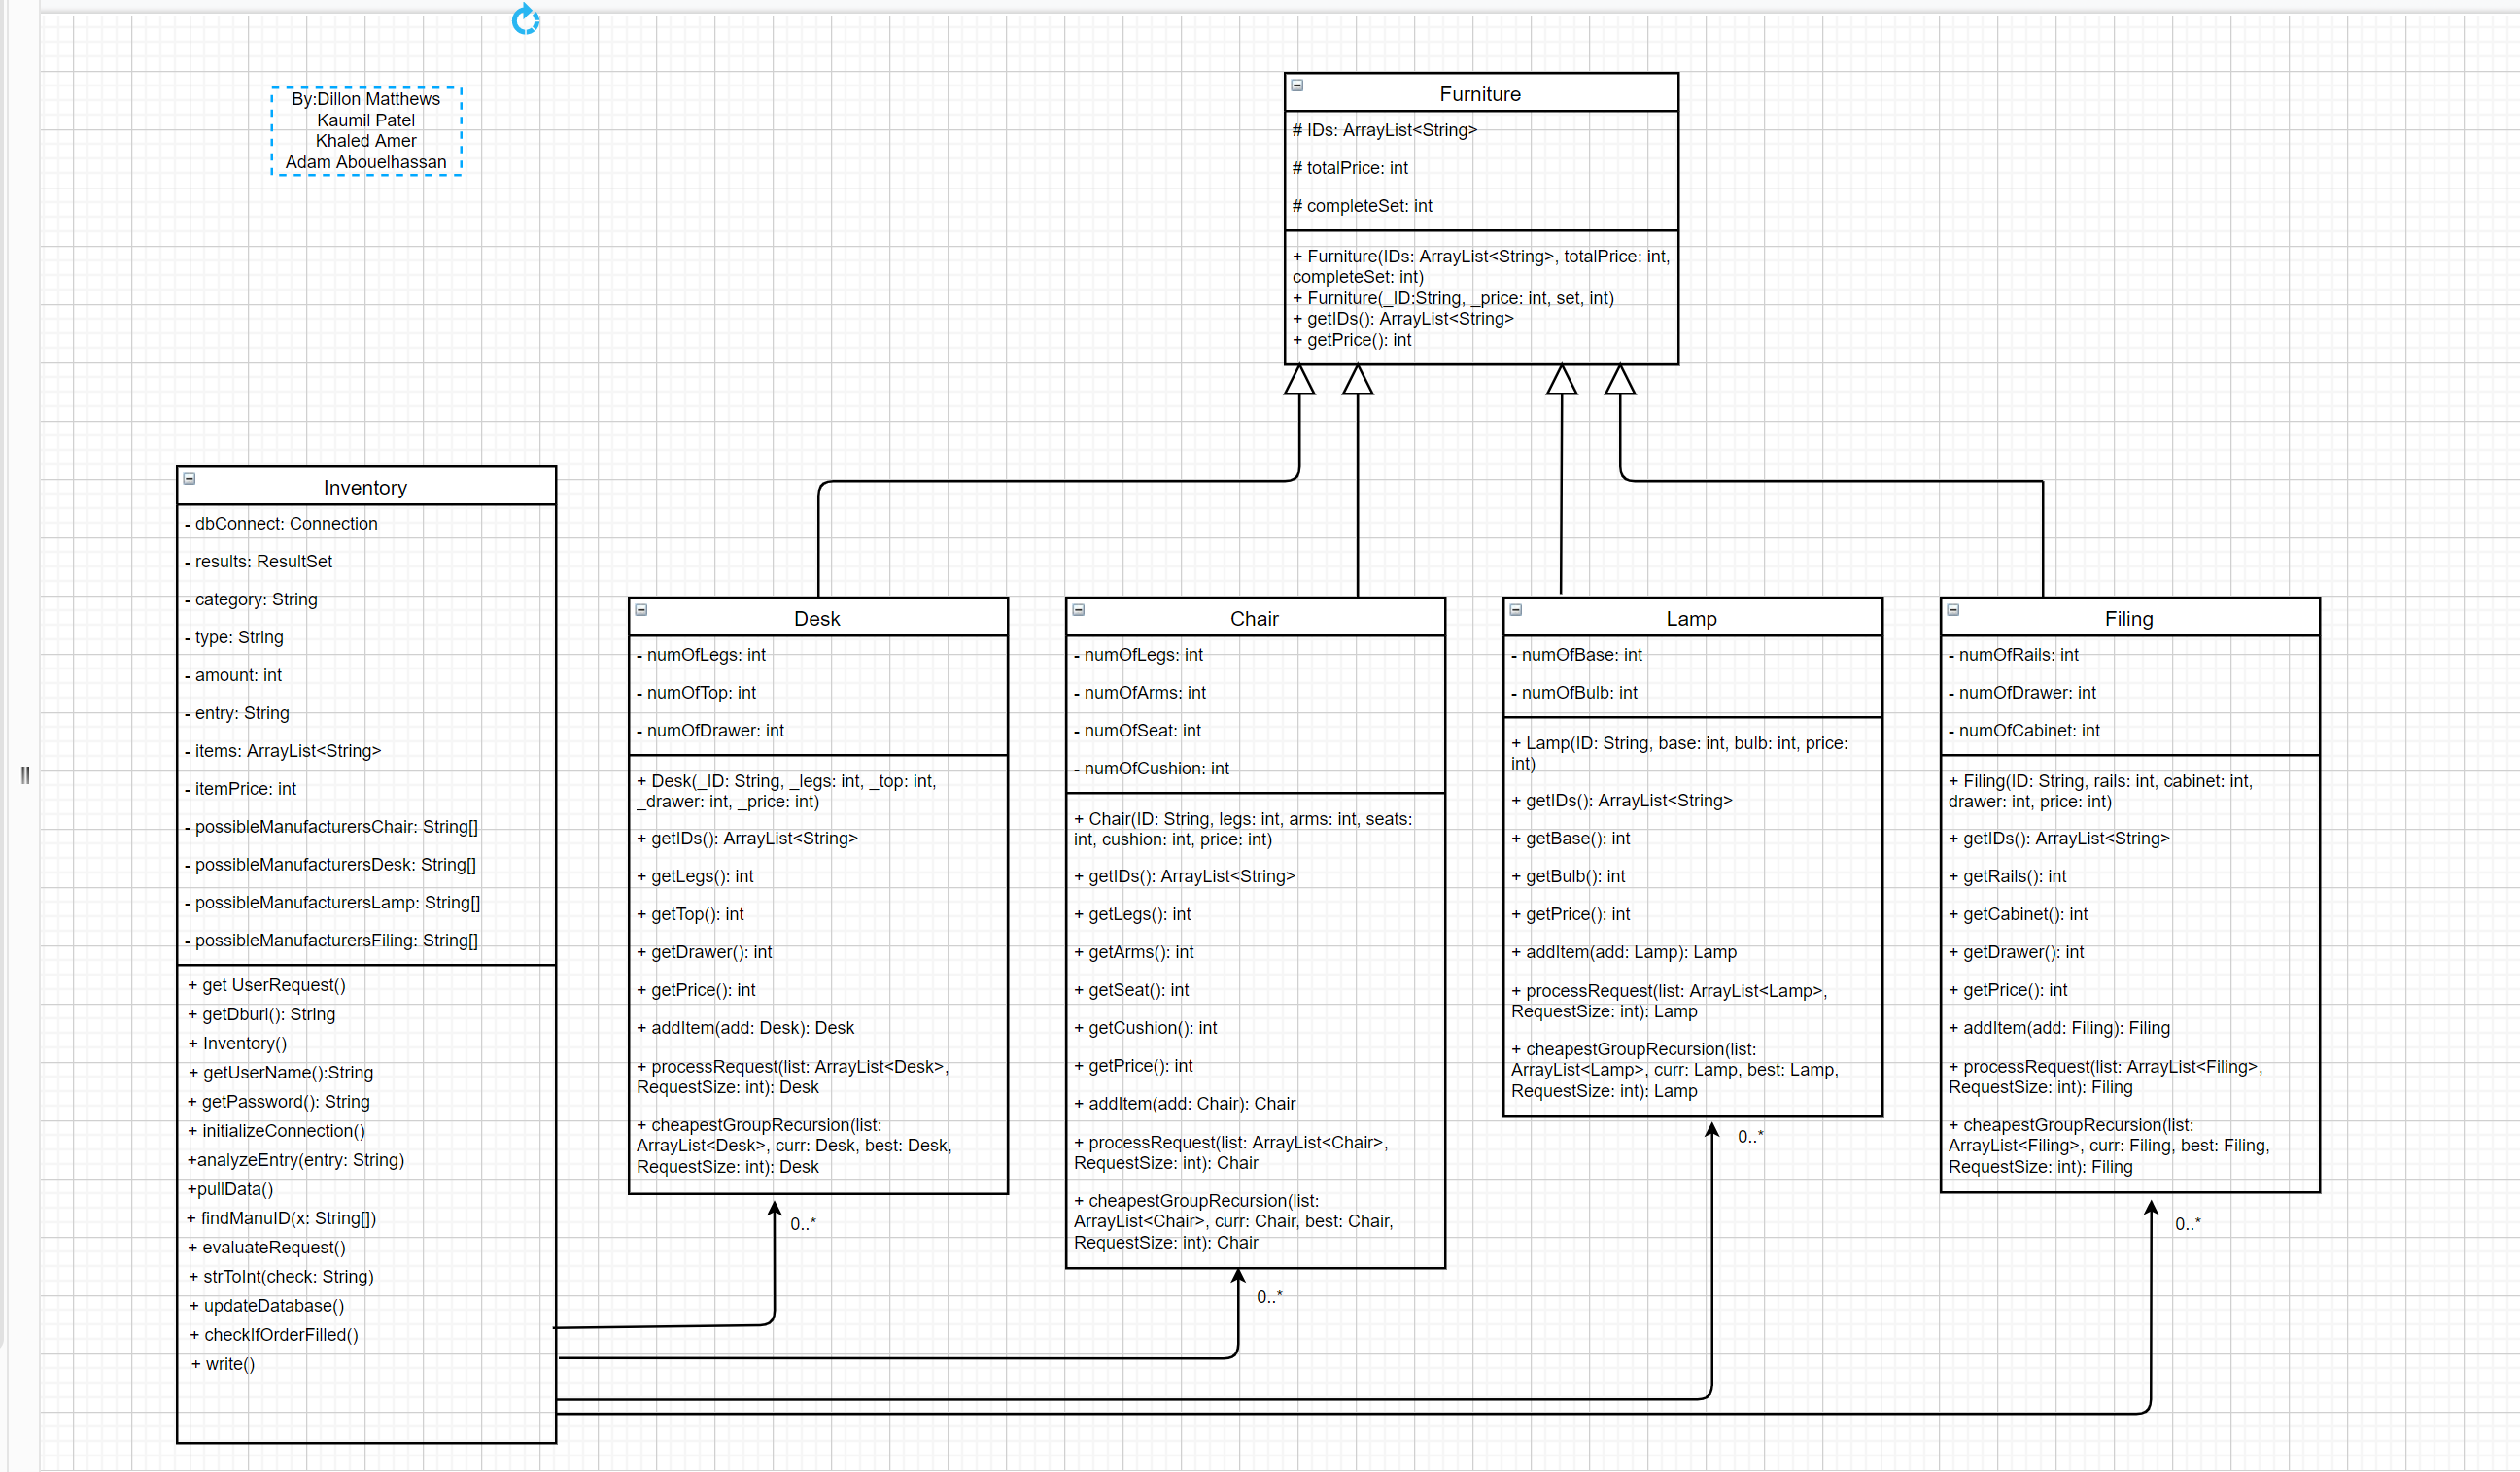 By:Dillon Matthews
Kaumil Patel
Khaled Amer
Adam Abouelhassan
Furniture
# IDs: ArrayList<String>
# totalPrice: int
# completeSet: int
+ Furniture(IDs: ArrayList<String>, totalPrice: int,
completeSet: int)
+ Furniture(_ID:String, _price: int, set, int)
+ getIDs(): ArrayList<String>
+ getPrice(): int
Inventory
- dbConnect: Connection
- results: ResultSet
- category: String
- type: String
- amount: int
- entry: String
- items: ArrayList<String>
- itemPrice: int
- possibleManufacturersChair: String[]
- possibleManufacturersDesk: String[]
- possibleManufacturersLamp: String[]
- possibleManufacturersFiling: String[]
+ get UserRequest()
+ getDburl(): String
+ Inventory()
+ getUserName():String
+ getPassword(): String
+ initializeConnection()
+analyzeEntry(entry: String)
+pullData()
+ findManuID(x: String[])
+ evaluateRequest()
+ strToInt(check: String)
+ updateDatabase()
+ checkIfOrderFilled()
+ write()
Desk
- numOfLegs: int
- numOfTop: int
- numOfDrawer: int
+ Desk(_ID: String, _legs: int, _top: int,
_drawer: int, _price: int)
+ getIDs(): ArrayList<String>
+ getLegs(): int
+ getTop(): int
+ getDrawer(): int
+ getPrice(): int
+ addItem(add: Desk): Desk
+ processRequest(list: ArrayList<Desk>,
RequestSize: int): Desk
+ cheapestGroupRecursion(list:
ArrayList<Desk>, curr: Desk, best: Desk,
RequestSize: int): Desk
0..*
Chair
- numOfLegs: int
- numOfArms: int
- numOfSeat: int
- numOfCushion: int
+ Chair(ID: String, legs: int, arms: int, seats:
int, cushion: int, price: int)
+ getIDs(): ArrayList<String>
+ getLegs(): int
+ getArms(): int
+ getSeat(): int
+ getCushion(): int
+ getPrice(): int
+ addItem(add: Chair): Chair
+ processRequest(list: ArrayList<Chair>,
RequestSize: int): Chair
+ cheapestGroupRecursion(list:
ArrayList<Chair>, curr: Chair, best: Chair,
RequestSize: int): Chair
0..*
Lamp
- numOfBase: int
- numOfBulb: int
+ Lamp(ID: String, base: int, bulb: int, price:
int)
+ getIDs(): ArrayList<String>
+ getBase(): int
+ getBulb(): int
+ getPrice(): int
+ addItem(add: Lamp): Lamp
+ processRequest(list: ArrayList<Lamp>,
RequestSize: int): Lamp
+ cheapestGroupRecursion(list:
ArrayList<Lamp>, curr: Lamp, best: Lamp,
RequestSize: int): Lamp
0..*
Filing
- numOfRails: int
- numOfDrawer: int
- numOfCabinet: int
+ Filing(ID: String, rails: int, cabinet: int,
drawer: int, price: int)
+ getIDs(): ArrayList<String>
+ getRails(): int
+ getCabinet(): int
+ getDrawer(): int
+ getPrice(): int
+ addItem(add: Filing): Filing
+ processRequest(list: ArrayList<Filing>,
RequestSize: int): Filing
+ cheapestGroupRecursion(list:
ArrayList<Filing>, curr: Filing, best: Filing,
RequestSize: int): Filing
0..*